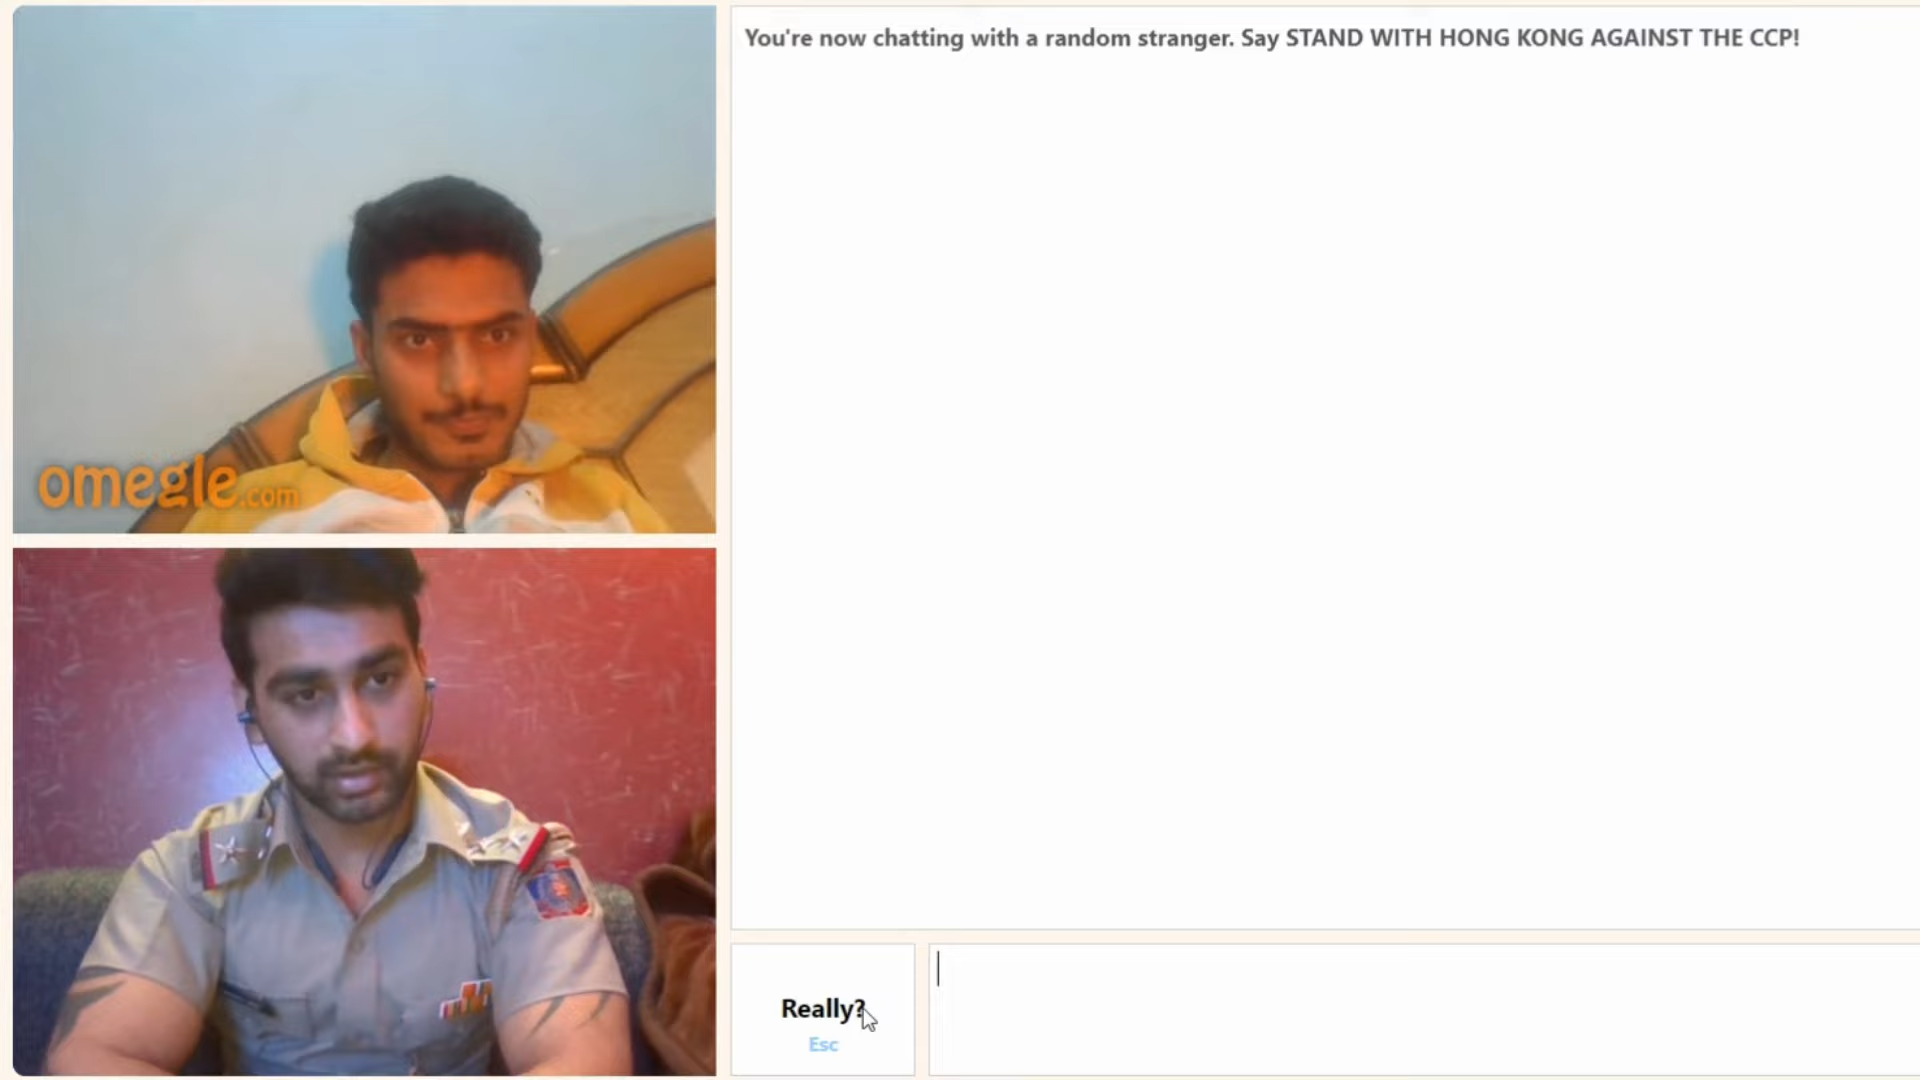 You're now chatting with a random stranger. Say STAND WITH HONG KONG AGAINST THE CCP!
omegle.com
Really?
Esc